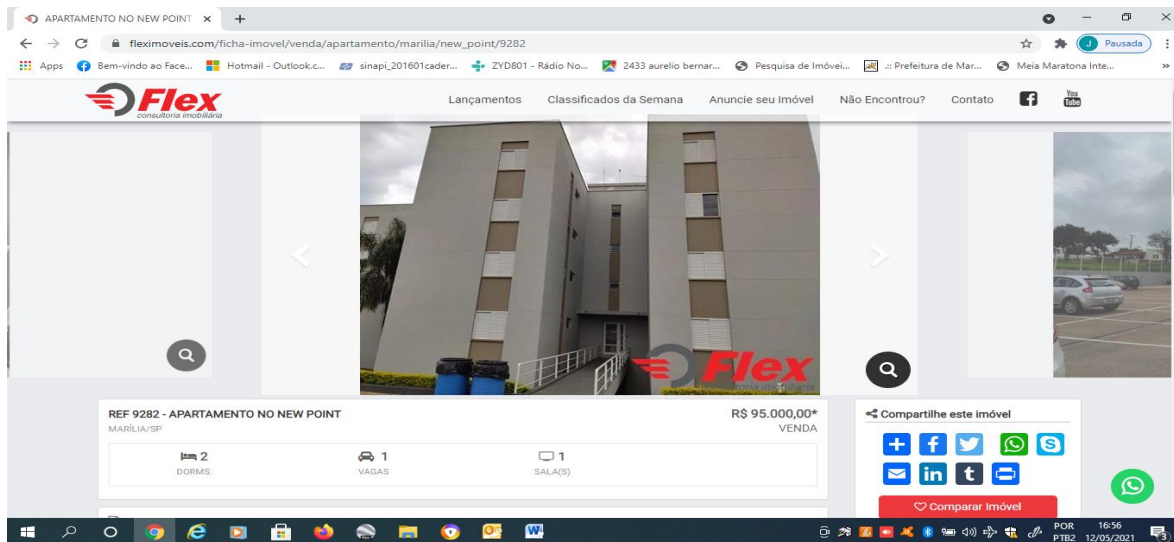 APARTAMENTO NO NEW POINT
fleximoveis.com/ficha-imovel/venda/apartamento/marilia/new_point/9282
J Pausada
Apps Bem-vindo ao Face... Hotmail - Outlook.c... sinapi_201601cader... ZYD801 - Rádio No... 2433 aurelio bernar... Pesquisa de Imóvei... .:: Prefeitura de Mar... Meia Maratona Inte... »
Flex
consultoria imobiliária
Lançamentos Classificados da Semana Anuncie seu Imóvel Não Encontrou? Contato f You Tube
Flex
REF 9282 - APARTAMENTO NO NEW POINT R$ 95.000,00*
MARÍLIA/SP VENDA
2 1 1
DORMS. VAGAS SALA(S)
Compartilhe este imóvel
Comparar Imóvel
POR 16:56
PTB2 12/05/2021